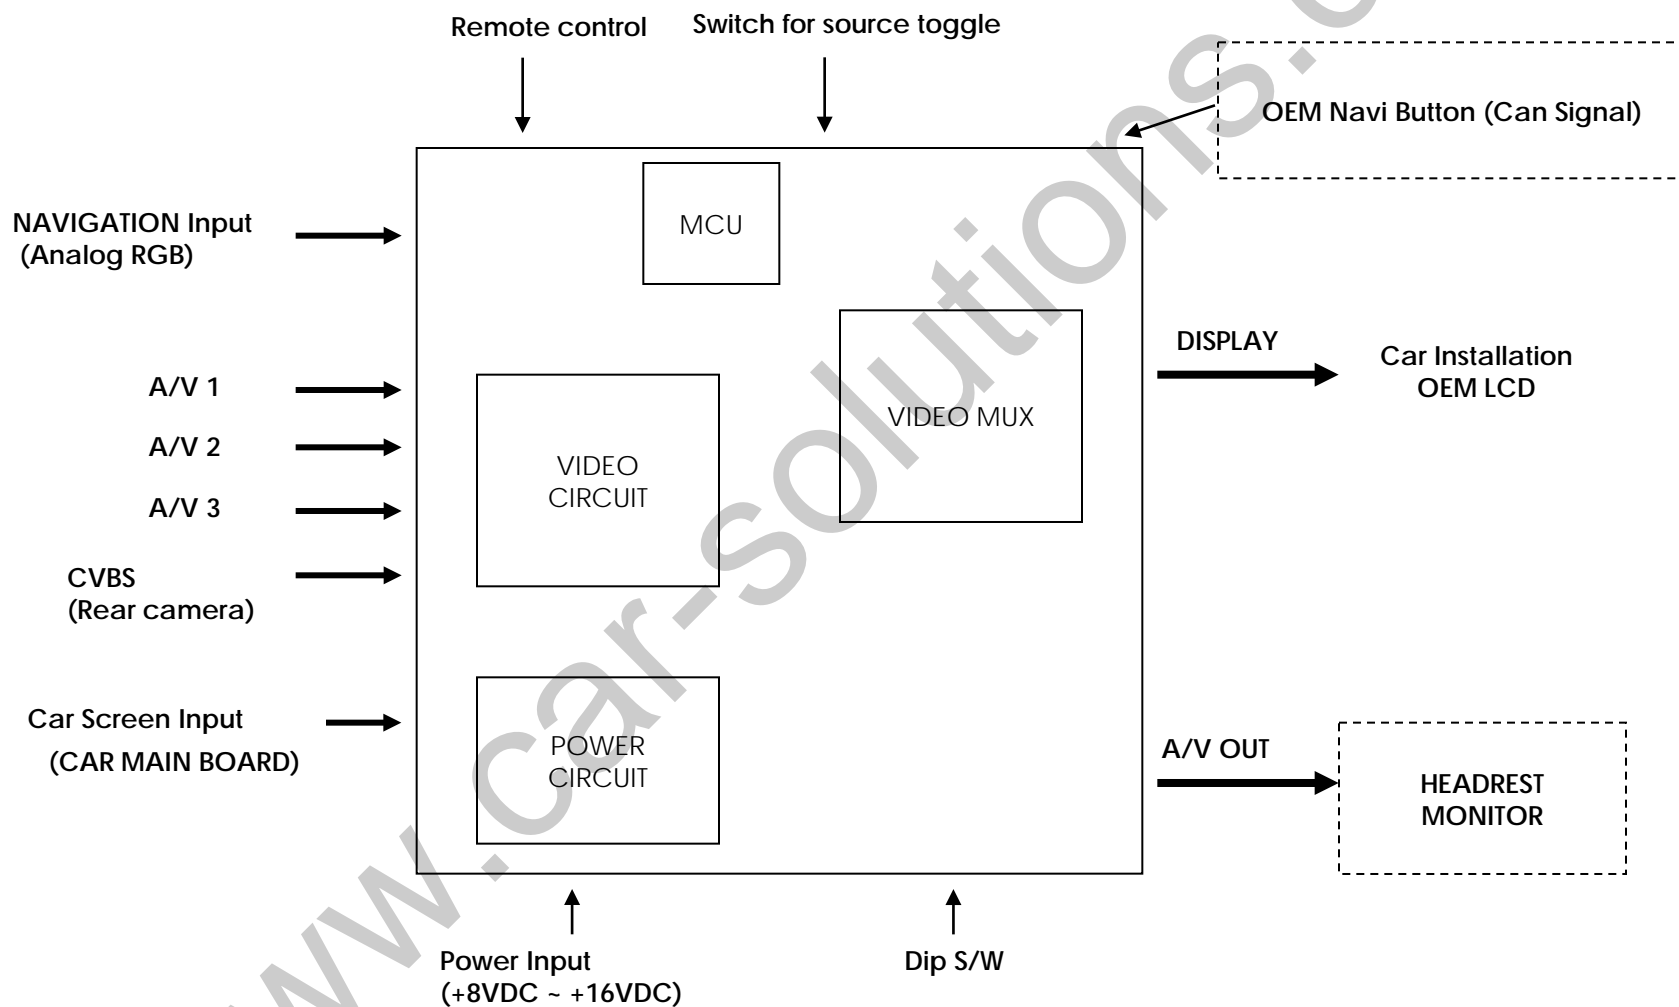 Remote control
Switch for source toggle
OEM Navi Button (Can Signal)
NAVIGATION Input
(Analog RGB)
MCU
DISPLAY
Car Installation
OEM LCD
A/V 1
A/V 2
A/V 3
VIDEO MUX
VIDEO
CIRCUIT
CVBS
(Rear camera)
Car Screen Input
(CAR MAIN BOARD)
POWER
CIRCUIT
A/V OUT
HEADREST
MONITOR
Power Input
(+8VDC ~ +16VDC)
Dip S/W
www.car-solutions.c